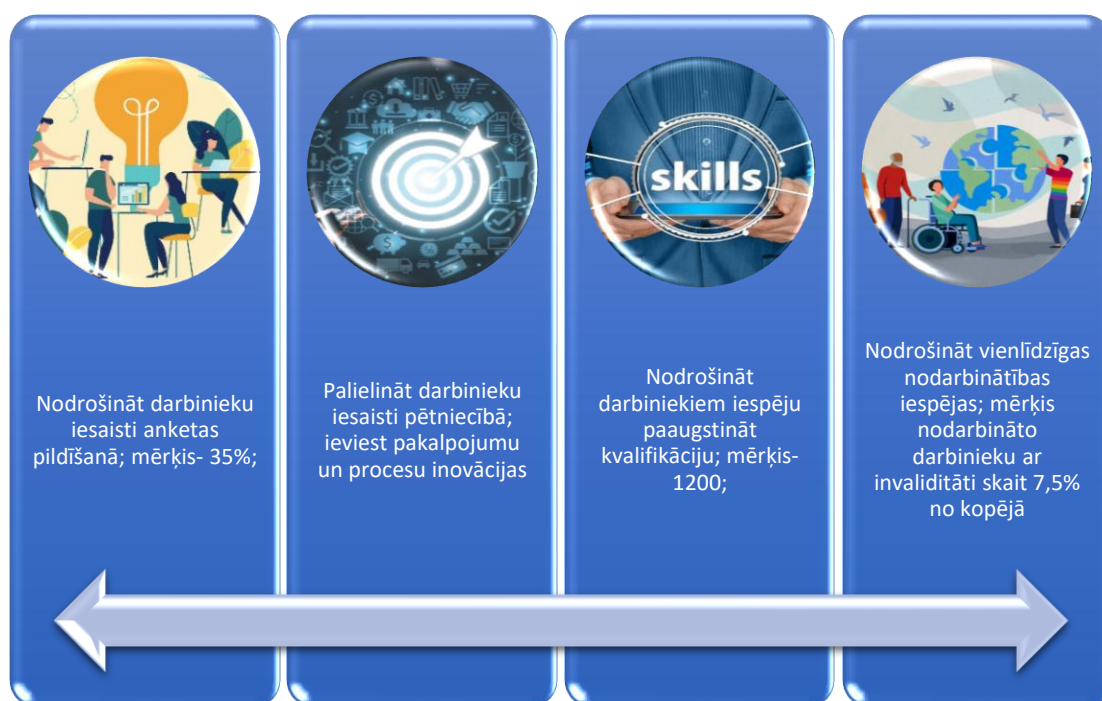 skills
Nodrošināt darbinieku
iesaisti anketas
pildīšanā; mērķis- 35%;
Palielināt darbinieku
iesaisti pētniecībā;
ieviest pakalpojumu
un procesu inovācijas
Nodrošināt
darbiniekiem iespēju
paaugstināt
kvalifikāciju; mērķis-
1200;
Nodrošināt vienlīdzīgas
nodarbinātības
iespējas; mērķis
nodarbināto
darbinieku ar
invaliditāti skait 7,5%
no kopējā